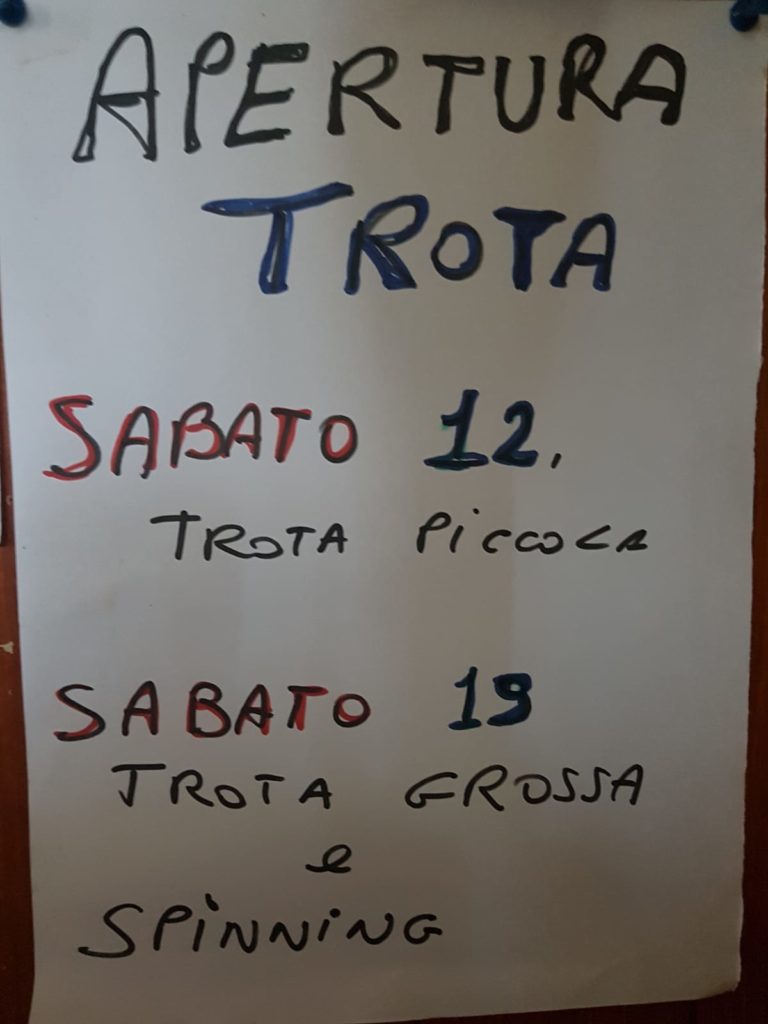 APERTURA
TROTA
SABATO 12.
TROTA PiccoLA
SABATO 19
TROTA GROSSA
e
SPiNNiNG